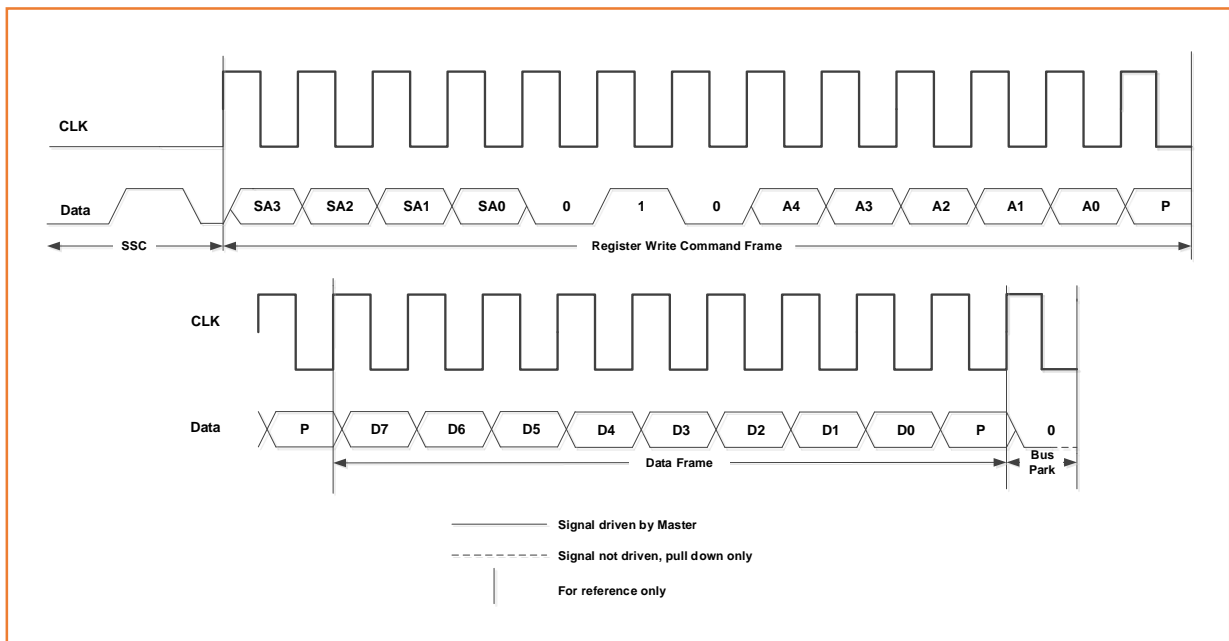 CLK
Data
SA3 SA2 SA1 SA0 0 1 0 A4 A3 A2 A1 A0 P
SSC
Register Write Command Frame
CLK
Data
P D7 D6 D5 D4 D3 D2 D1 D0 P 0
Data Frame
Bus
Park
Signal driven by Master
Signal not driven, pull down only
For reference only